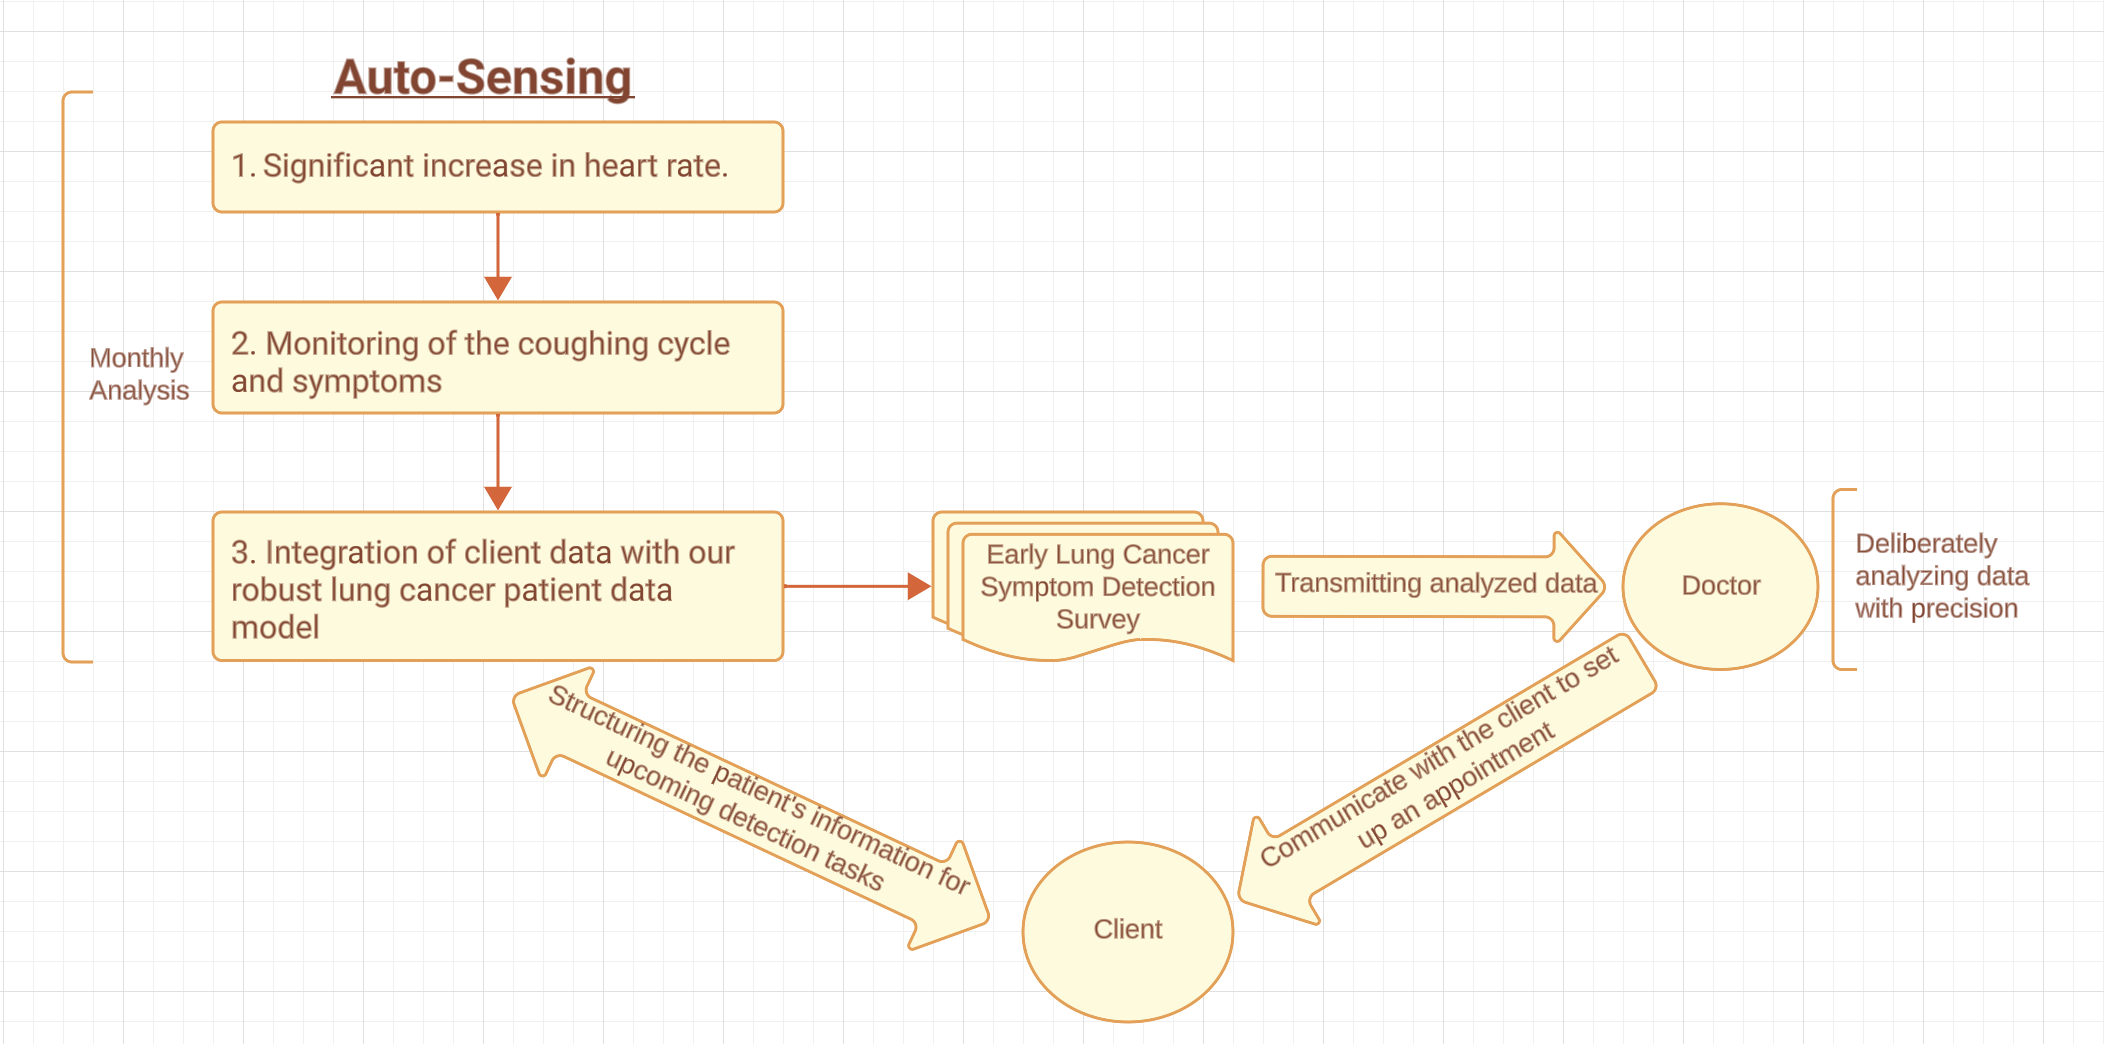 Auto-Sensing
1. Significant increase in heart rate.
Monthly
Analysis
2. Monitoring of the coughing cycle
and symptoms
3. Integration of client data with our
robust lung cancer patient data
model
Early Lung Cancer
Symptom Detection
Survey
Transmitting analyzed data
Doctor
Deliberately
analyzing data
with precision
Structuring the patient's information for
upcoming detection tasks
Communicate with the client to set
up an appointment
Client